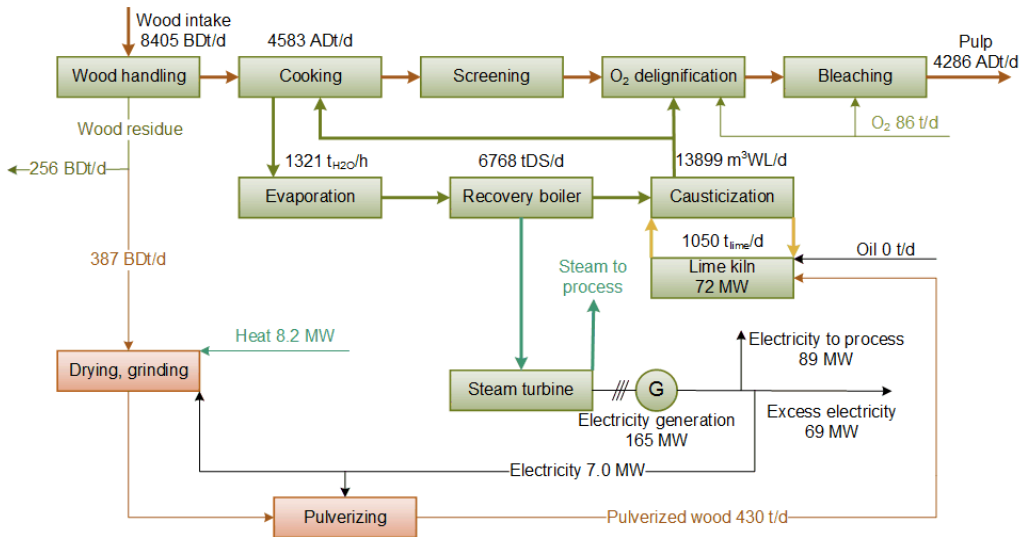 Wood intake
8405 BDt/d
4583 ADt/d
Pulp
4286 ADt/d
Wood handling
Cooking
Screening
O₂ delignification
Bleaching
Wood residue
O₂ 86 t/d
256 BDt/d
1321 t_H2O/h
6768 tDS/d
13899 m³WL/d
Evaporation
Recovery boiler
Causticization
387 BDt/d
1050 t_lime/d
Oil 0 t/d
Lime kiln
72 MW
Steam to
process
Heat 8.2 MW
Electricity to process
89 MW
Drying, grinding
Steam turbine
G
Electricity generation
165 MW
Excess electricity
69 MW
Electricity 7.0 MW
Pulverizing
Pulverized wood 430 t/d